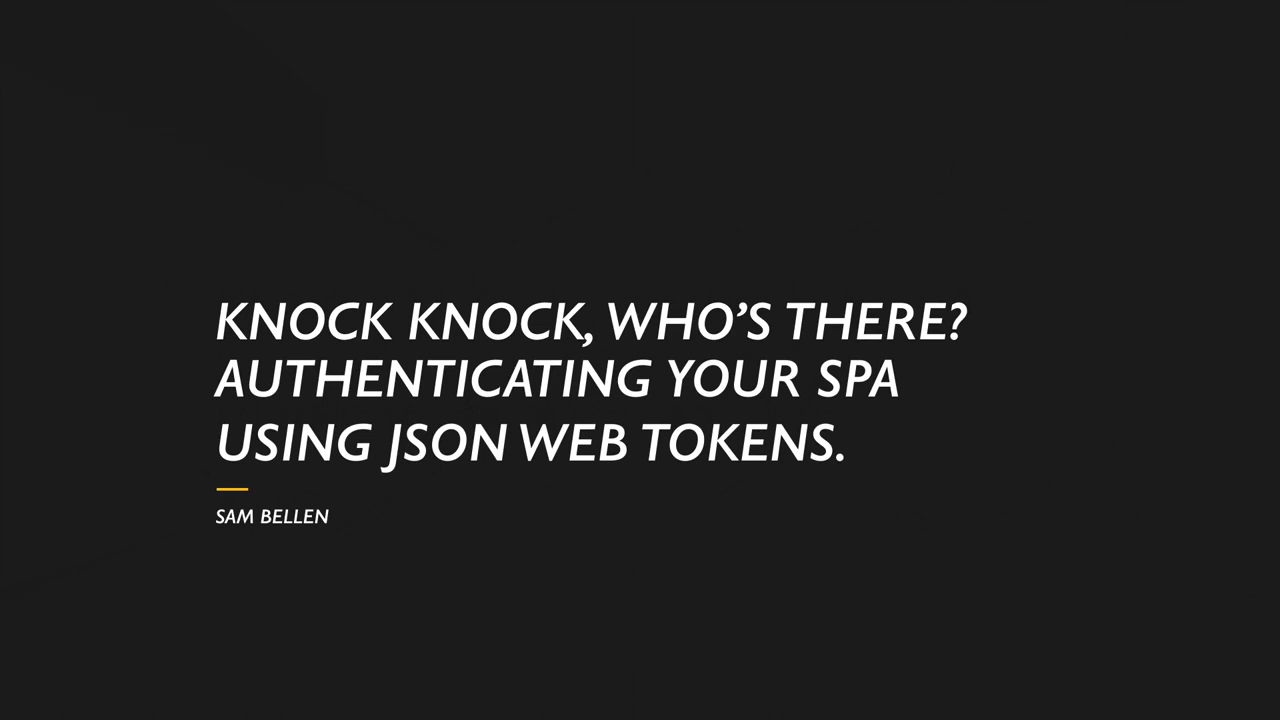 KNOCK KNOCK, WHO’S THERE?
AUTHENTICATING YOUR SPA
USING JSON WEB TOKENS.
SAM BELLEN